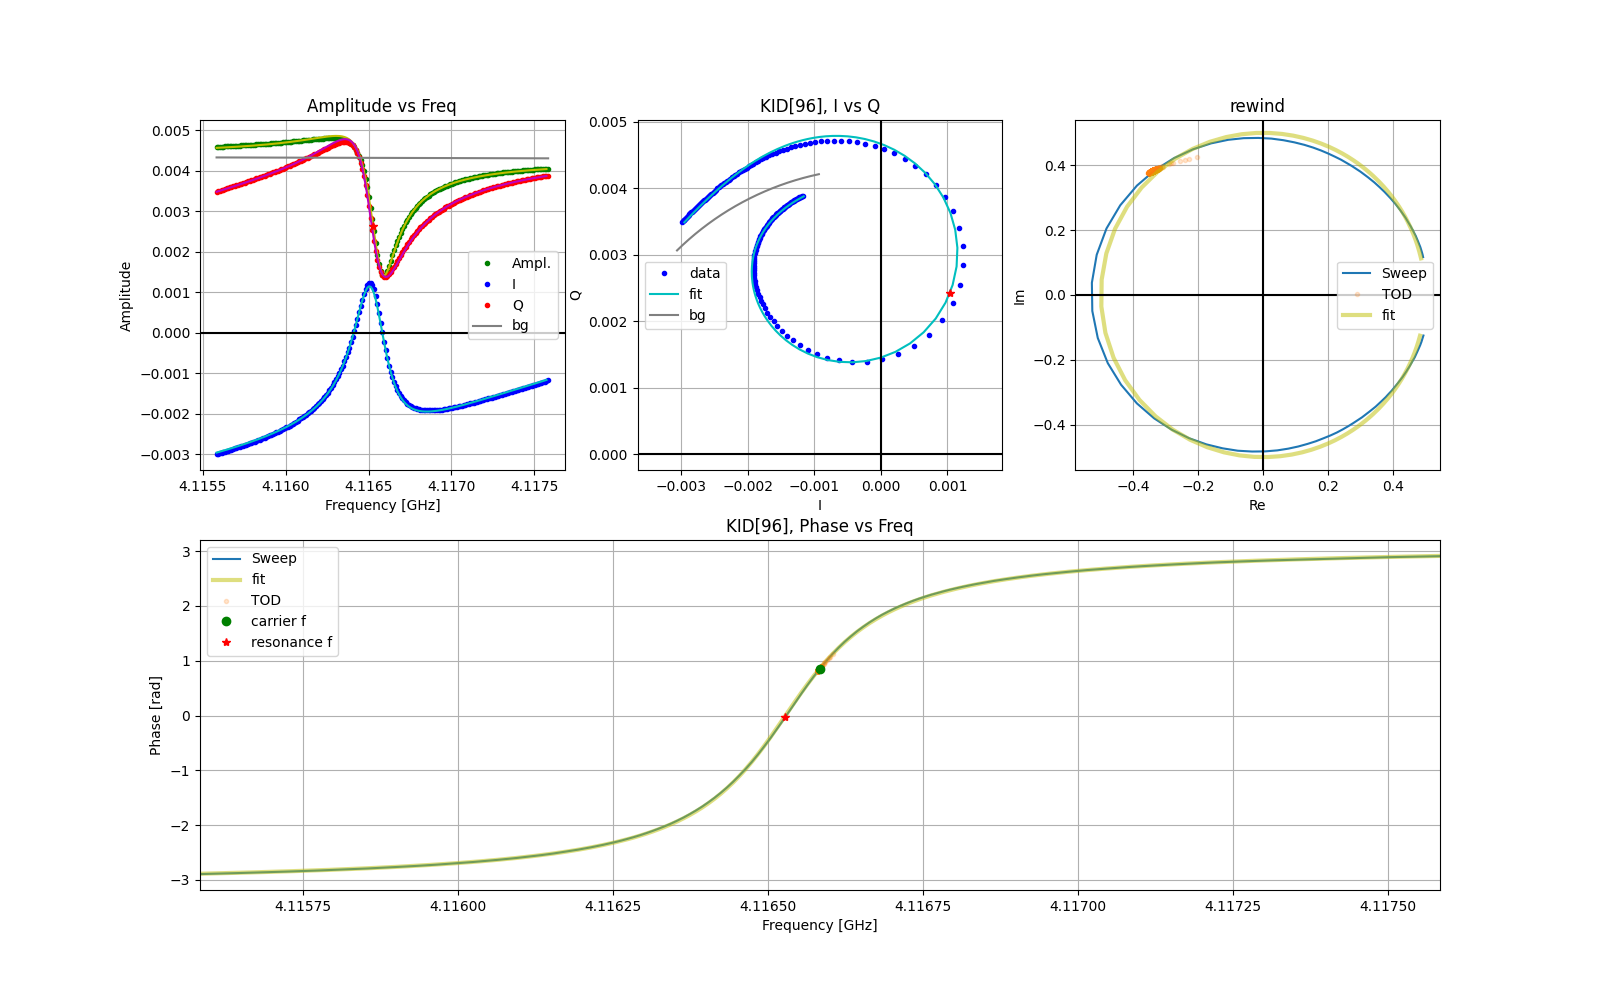 Amplitude vs Freq
0.005
0.004
0.003
0.002
0.001
0.000
−0.001
−0.002
−0.003
Amplitude
4.1155
4.1160
4.1165
4.1170
4.1175
Frequency [GHz]
Ampl.
I
Q
bg
KID[96], I vs Q
0.005
0.004
0.003
0.002
0.001
0.000
Q
−0.003
−0.002
−0.001
0.000
0.001
I
data
fit
bg
rewind
0.4
0.2
0.0
−0.2
−0.4
Im
−0.4
−0.2
0.0
0.2
0.4
Re
Sweep
TOD
fit
KID[96], Phase vs Freq
3
2
1
0
−1
−2
−3
Phase [rad]
Sweep
fit
TOD
carrier f
resonance f
4.11575
4.11600
4.11625
4.11650
4.11675
4.11700
4.11725
4.11750
Frequency [GHz]